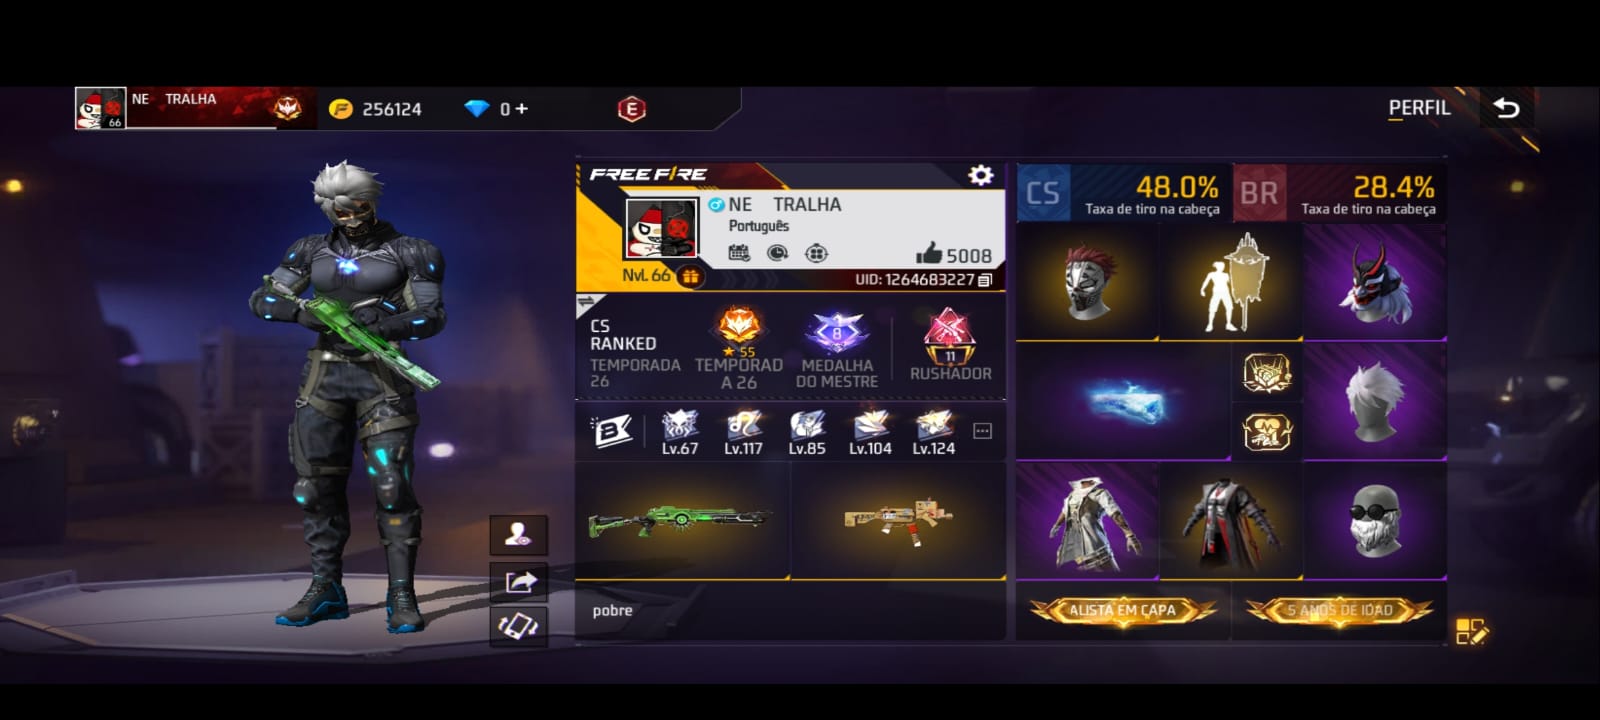 NE TRALHA
66
256124
0 +
E
PERFIL
FREE FIRE
NE TRALHA
Português
5008
Nvl. 66
UID: 1264683227
CS
RANKED
TEMPORADA
26
55
TEMPORAD
A 26
8
MEDALHA
DO MESTRE
11
RUSHADOR
B
Lv.67
Lv.117
Lv.85
Lv.104
Lv.124
pobre
CS
48.0%
Taxa de tiro na cabeça
BR
28.4%
Taxa de tiro na cabeça
ALISTA EM CAPA
5 ANOS DE IDAD